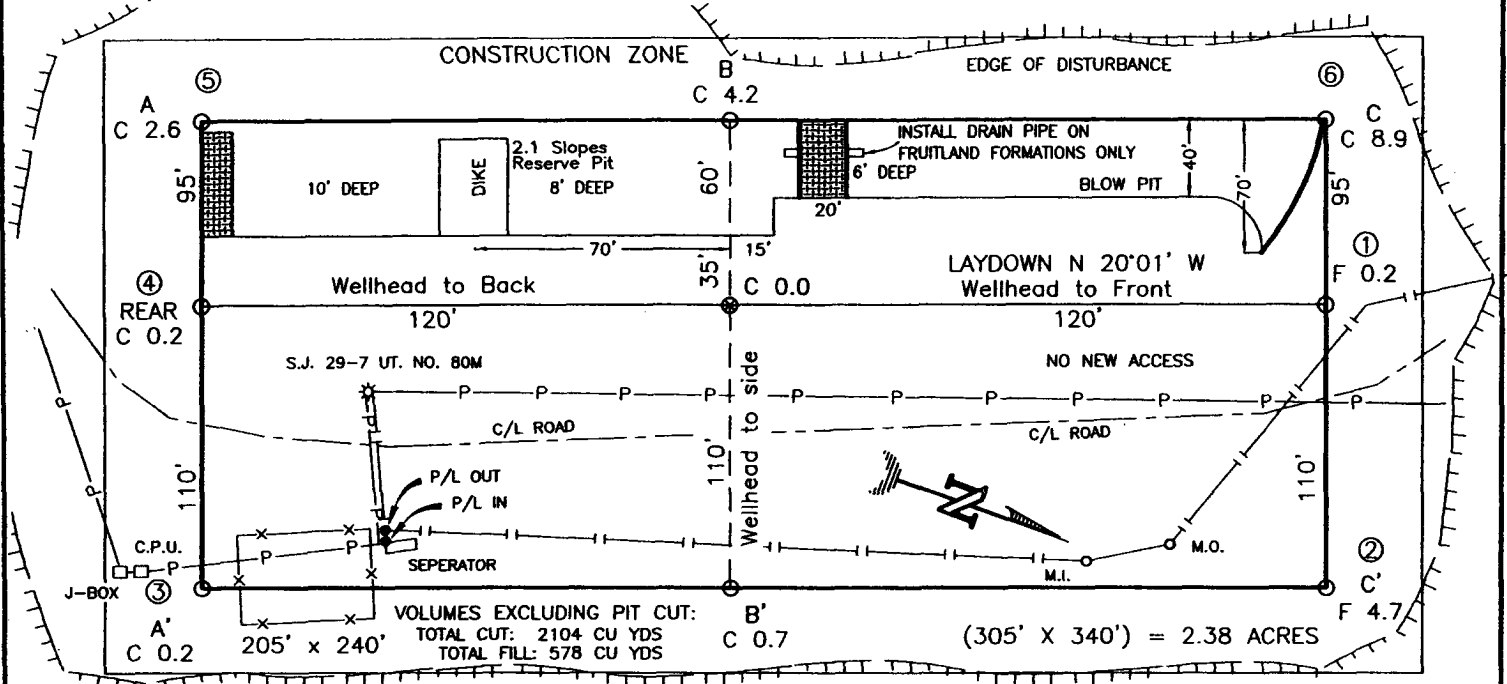 CONSTRUCTION ZONE
EDGE OF DISTURBANCE
5
A
C 2.6
B
C 4.2
6
C
C 8.9
95'
10' DEEP
DIKE
2.1 Slopes
Reserve Pit
8' DEEP
60'
INSTALL DRAIN PIPE ON
FRUITLAND FORMATIONS ONLY
6' DEEP
BLOW PIT
20'
40'
70'
95'
70'
15'
4
REAR
C 0.2
Wellhead to Back
120'
35'
C 0.0
LAYDOWN N 20°01' W
Wellhead to Front
120'
1
F 0.2
S.J. 29-7 UT. NO. 80M
NO NEW ACCESS
P P P P P P P P P P P
C/L ROAD
C/L ROAD
Wellhead to side
110'
110'
110'
P
P
P
P/L OUT
P/L IN
N
C.P.U.
J-BOX
P P P
X X X X X X
SEPERATOR
M.I.
M.O.
3
A'
C 0.2
205' x 240'
VOLUMES EXCLUDING PIT CUT:
TOTAL CUT: 2104 CU YDS
TOTAL FILL: 578 CU YDS
B'
C 0.7
(305' X 340') = 2.38 ACRES
2
C'
F 4.7